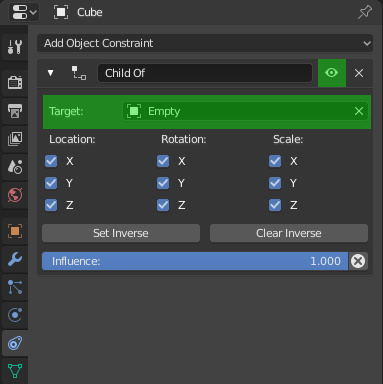 Cube
Add Object Constraint
Child Of
Target: Empty
Location: Rotation: Scale:
X X X
Y Y Y
Z Z Z
Set Inverse Clear Inverse
Influence: 1.000